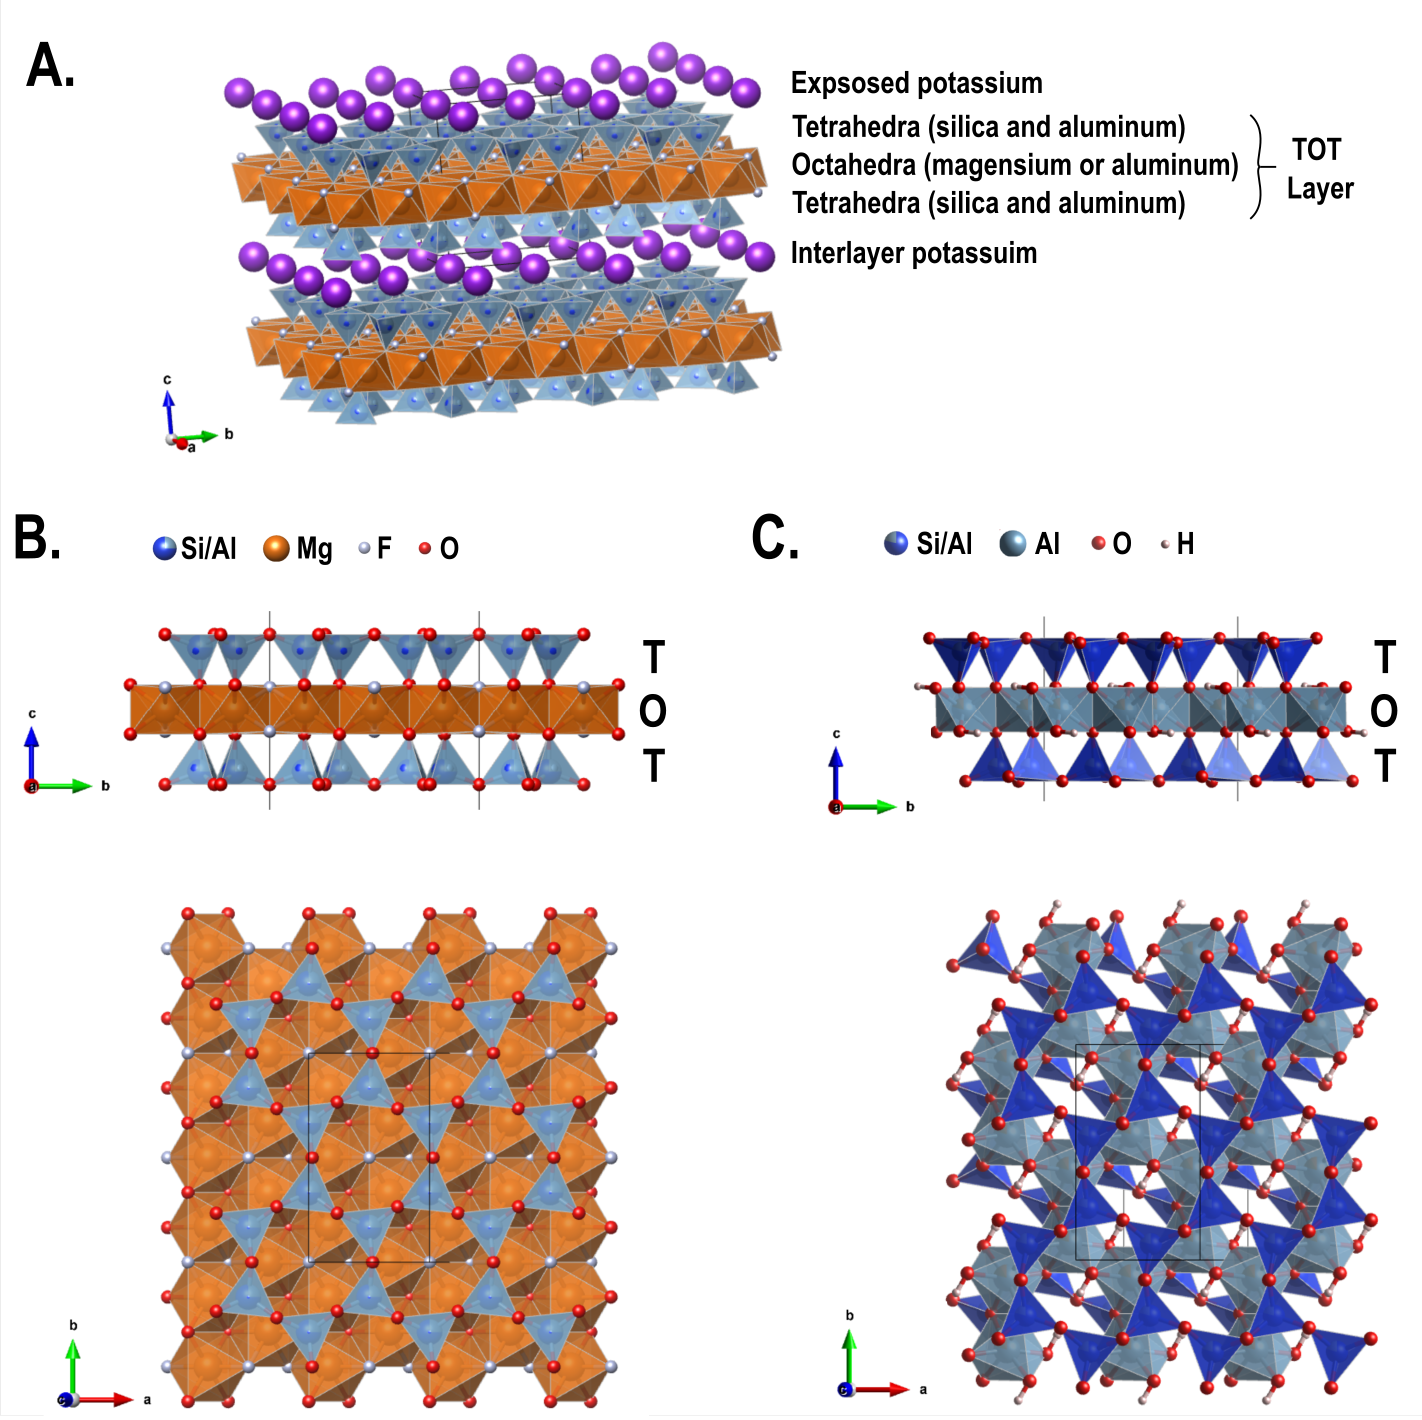 A.
Expsosed potassium
Tetrahedra (silica and aluminum)
Octahedra (magensium or aluminum)
Tetrahedra (silica and aluminum)
TOT
Layer
Interlayer potassuim
c
b
a
B.
Si/Al Mg F O
T
O
T
c
a
b
b
c
a
C.
Si/Al Al O H
T
O
T
c
a
b
b
c
a